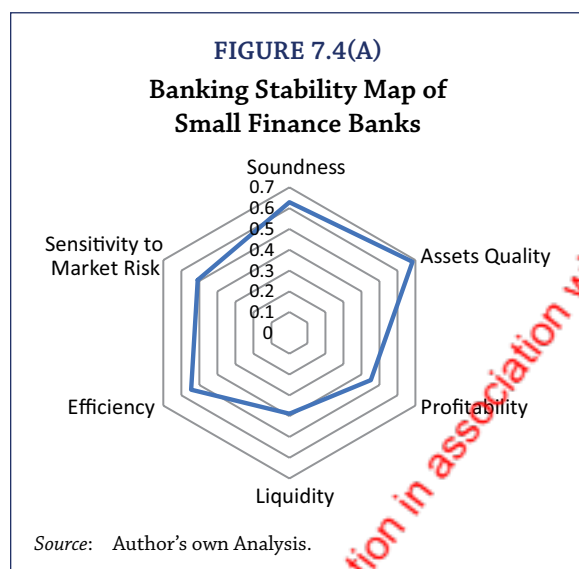 FIGURE 7.4(A)
Banking Stability Map of
Small Finance Banks
Soundness
0.7
0.6
0.5
0.4
0.3
0.2
0.1
0
Assets Quality
Profitability
Liquidity
Efficiency
Sensitivity to
Market Risk
Source: Author's own Analysis.
tion in association